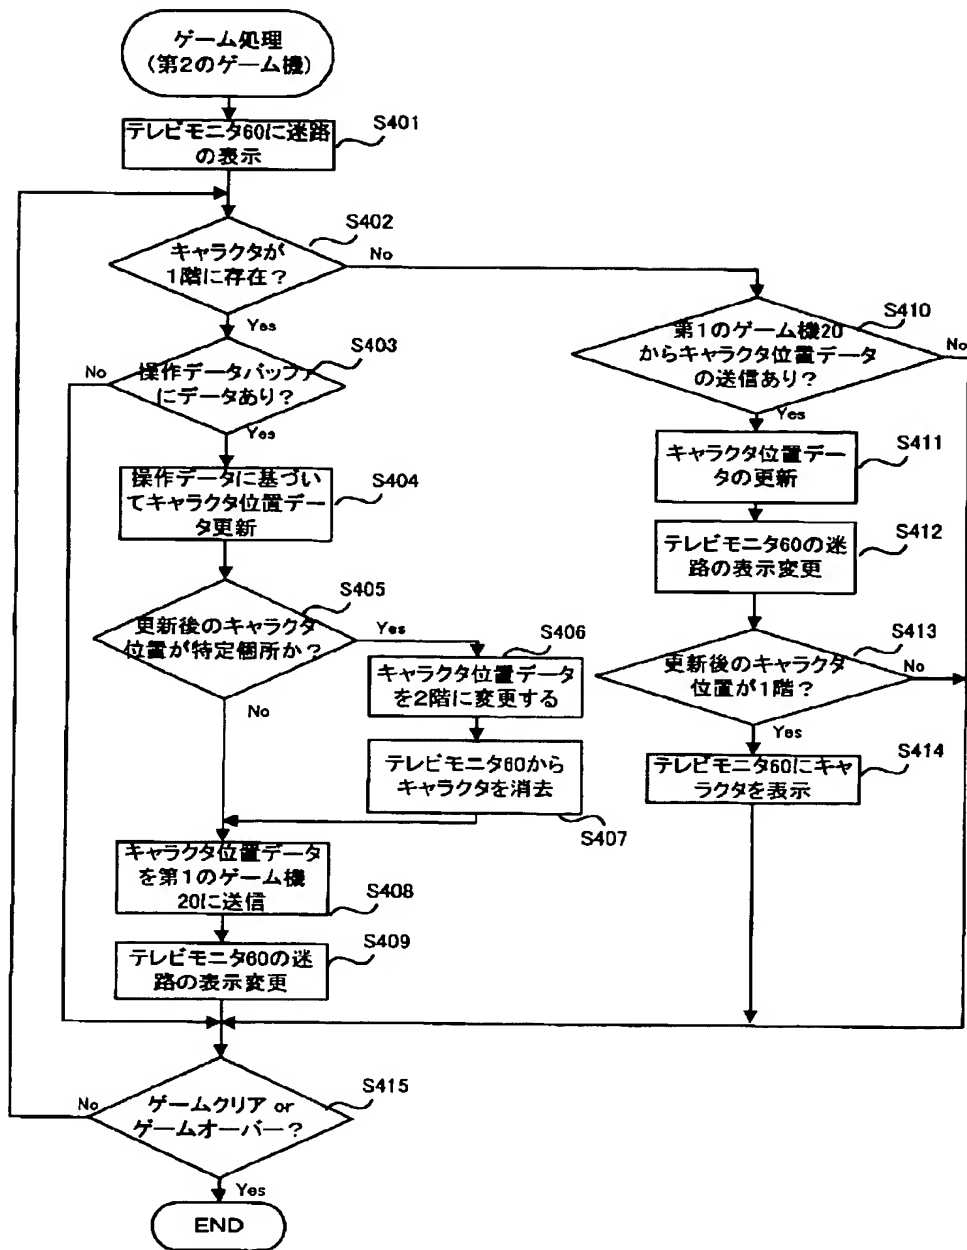 ゲーム処理
(第2のゲーム機)
テレビモニタ60に迷路
の表示
S401
キャラクタが
1階に存在?
S402
No
Yes
操作データバッファ
にデータあり?
S403
No
Yes
操作データに基づい
てキャラクタ位置デー
タ更新
S404
更新後のキャラクタ
位置が特定個所か?
S405
Yes
No
キャラクタ位置データ
を2階に変更する
S406
テレビモニタ60から
キャラクタを消去
S407
キャラクタ位置データ
を第1のゲーム機
20に送信
S408
テレビモニタ60の迷
路の表示変更
S409
第1のゲーム機20
からキャラクタ位置データ
の送信あり?
S410
No
Yes
キャラクタ位置デー
タの更新
S411
テレビモニタ60の迷
路の表示変更
S412
更新後のキャラクタ
位置が1階?
S413
No
Yes
テレビモニタ60にキャ
ラクタを表示
S414
ゲームクリア or
ゲームオーバー?
S415
No
Yes
END